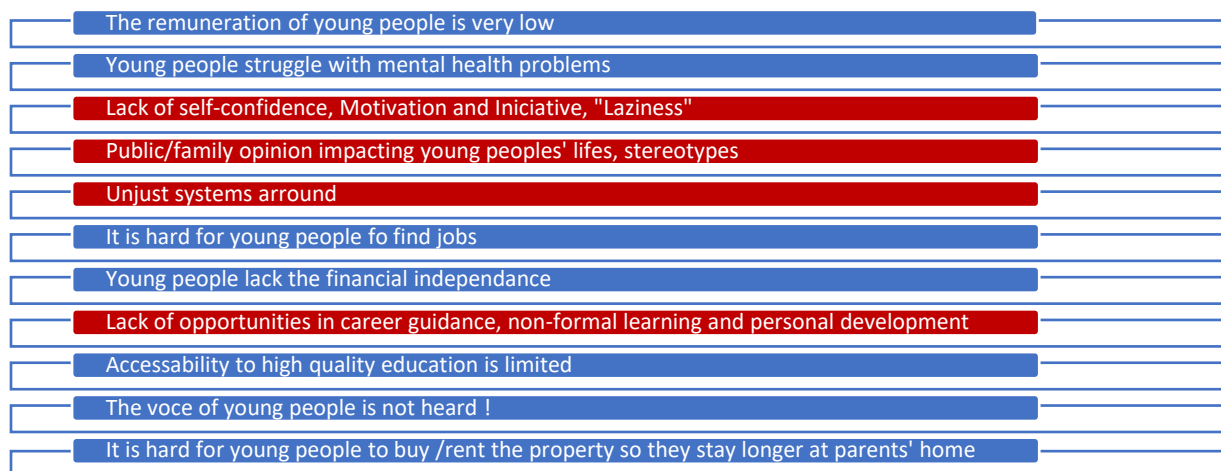 The remuneration of young people is very low
Young people struggle with mental health problems
Lack of self-confidence, Motivation and Iniciative, "Laziness"
Public/family opinion impacting young peoples' lifes, stereotypes
Unjust systems arround
It is hard for young people fo find jobs
Young people lack the financial independance
Lack of opportunities in career guidance, non-formal learning and personal development
Accessability to high quality education is limited
The voce of young people is not heard !
It is hard for young people to buy /rent the property so they stay longer at parents' home